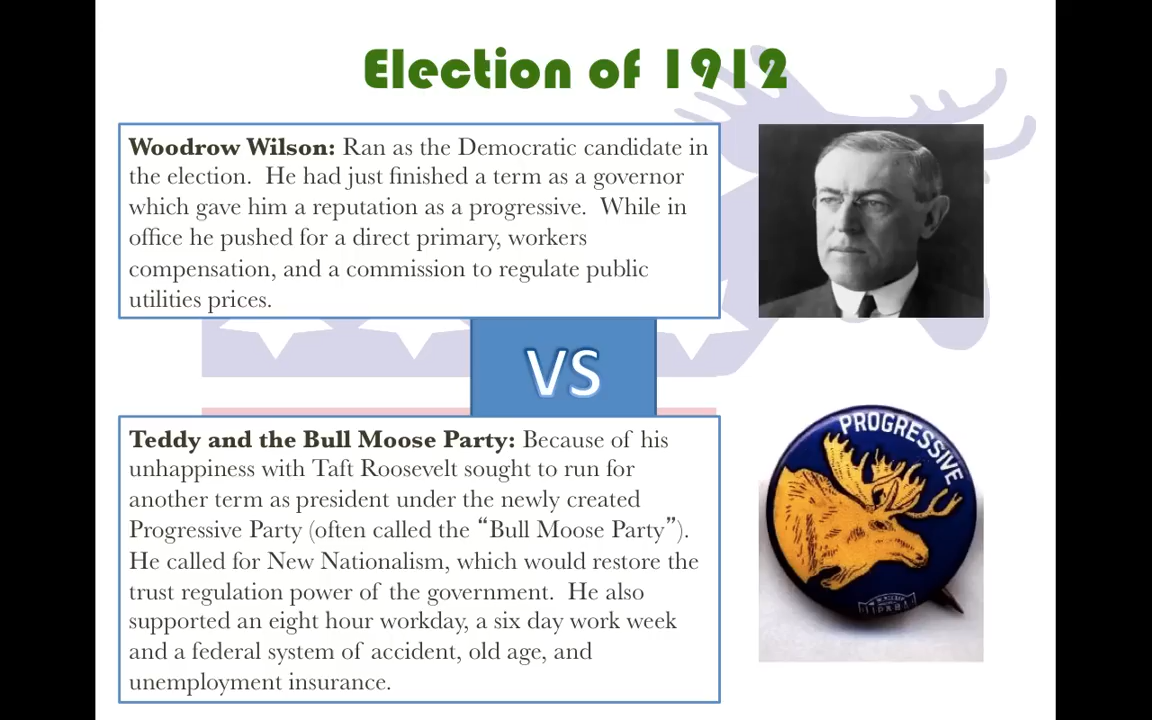 Election of 1912
Woodrow Wilson: Ran as the Democratic candidate in
the election. He had just finished a term as a governor
which gave him a reputation as a progressive. While in
office he pushed for a direct primary, workers
compensation, and a commission to regulate public
utilities prices.
VS
Teddy and the Bull Moose Party: Because of his
unhappiness with Taft Roosevelt sought to run for
another term as president under the newly created
Progressive Party (often called the “Bull Moose Party”).
He called for New Nationalism, which would restore the
trust regulation power of the government. He also
supported an eight hour workday, a six day work week
and a federal system of accident, old age, and
unemployment insurance.
PROGRESSIVE